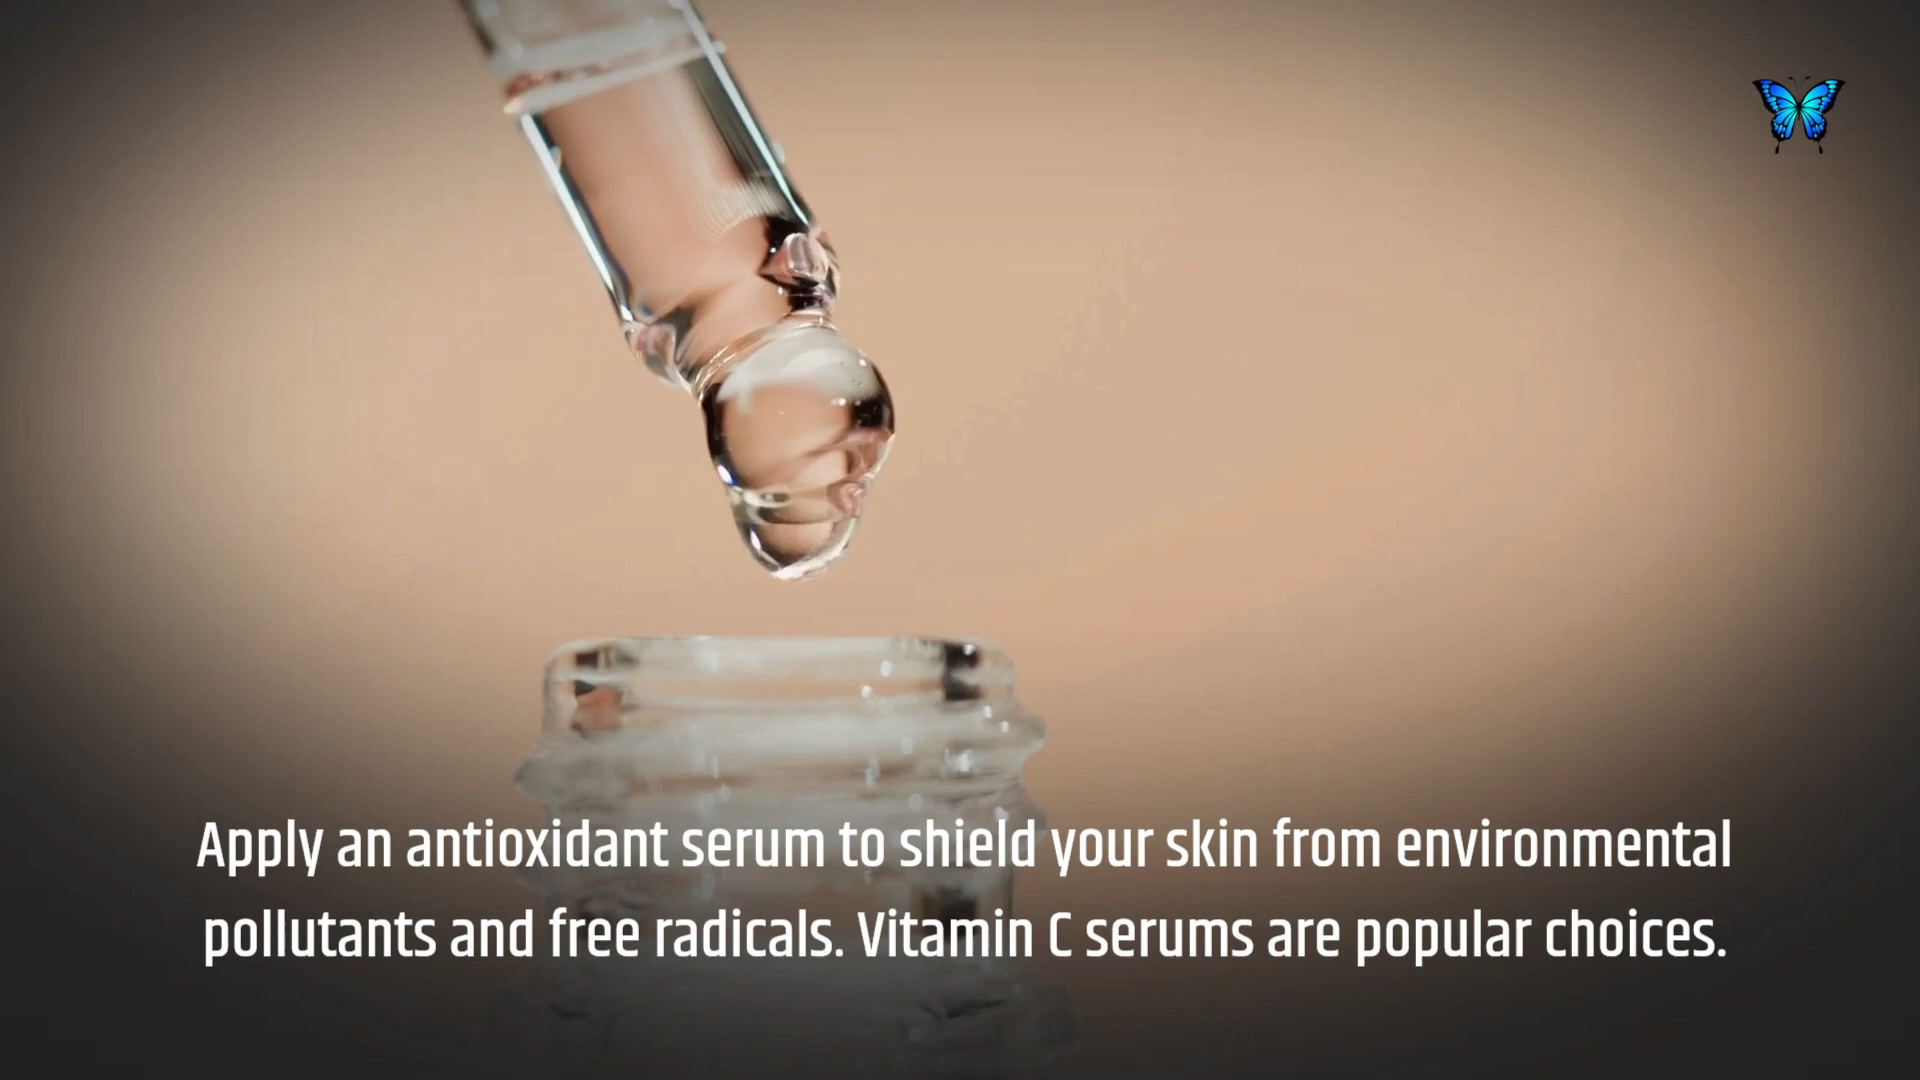 Apply an antioxidant serum to shield your skin from environmental
pollutants and free radicals. Vitamin C serums are popular choices.